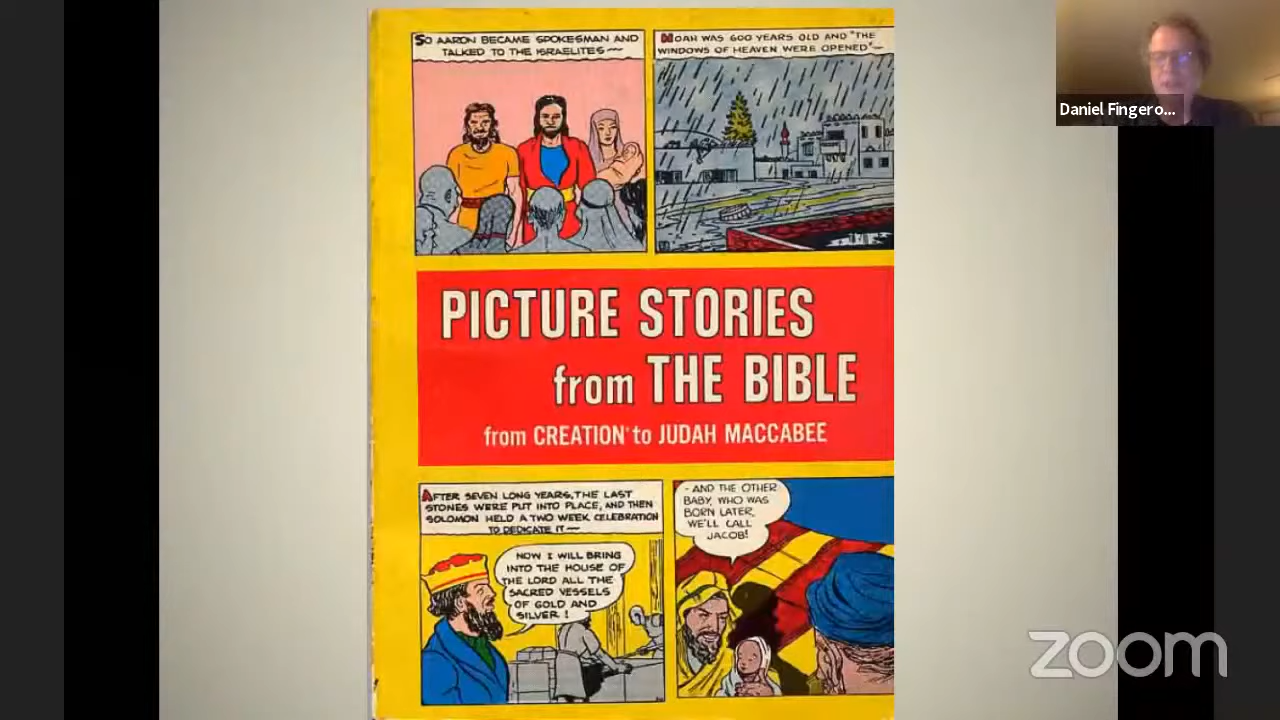 SO AARON BECAME SPOKESMAN AND
TALKED TO THE ISRAELITES—
NOAH WAS 600 YEARS OLD AND "THE
WINDOWS OF HEAVEN WERE OPENED"—
Daniel Fingero...
PICTURE STORIES
from THE BIBLE
from CREATION to JUDAH MACCABEE
AFTER SEVEN LONG YEARS, THE LAST
STONES WERE PUT INTO PLACE, AND THEN
SOLOMON HELD A TWO WEEK CELEBRATION
TO DEDICATE IT—
NOW I WILL BRING
INTO THE HOUSE OF
THE LORD ALL THE
SACRED VESSELS
OF GOLD AND
SILVER!
- AND THE OTHER
BABY, WHO WAS
BORN LATER,
WE'LL CALL
JACOB!
zoom